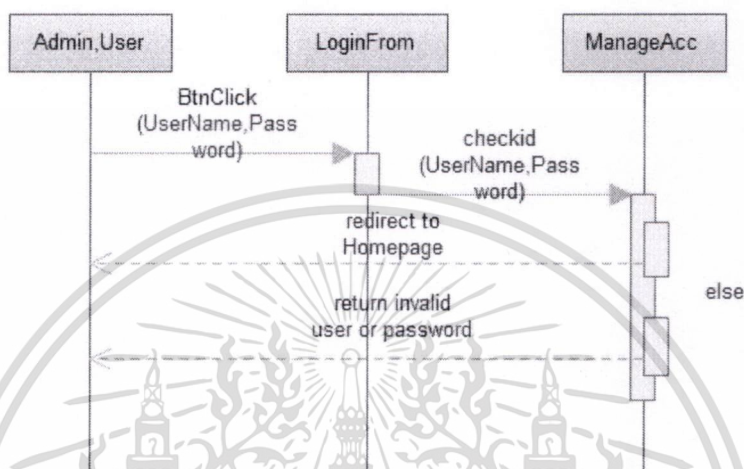 Admin,User
LoginFrom
ManageAcc
BtnClick
(UserName,Pass
word)
checkid
(UserName,Pass
word)
redirect to
Homepage
else
return invalid
user or password